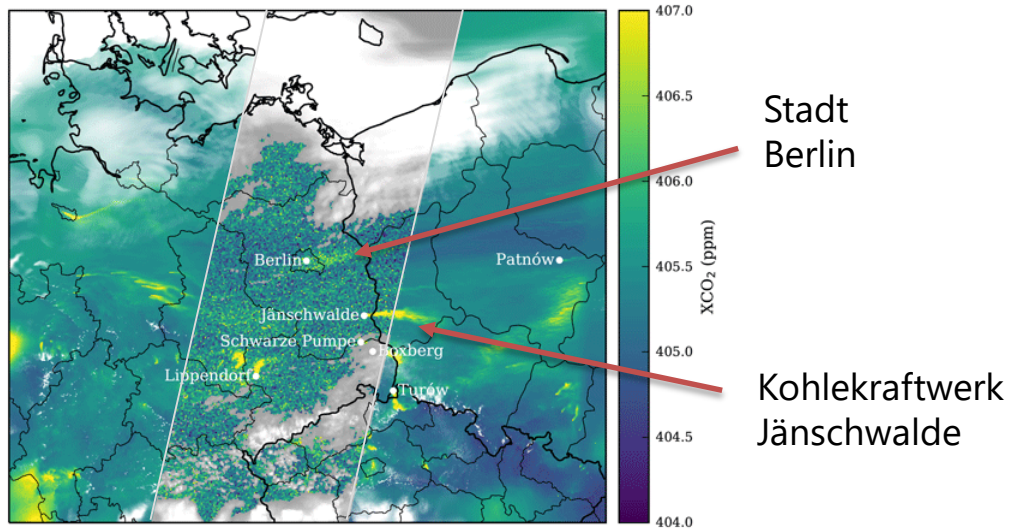 407.0
406.5
406.0
405.5
405.0
404.5
404.0
XCO₂ (ppm)
Berlin
Patnów
Jänschwalde
Schwarze Pumpe
Boxberg
Lippendorf
Turów
Stadt
Berlin
Kohlekraftwerk
Jänschwalde